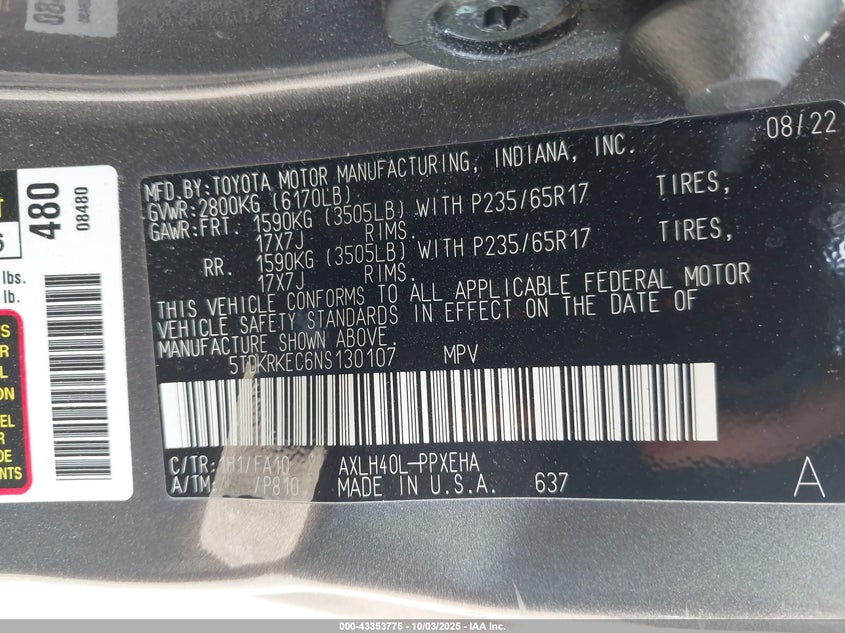 08/22
MFD.BY:TOYOTA MOTOR MANUFACTURING, INDIANA, INC.
GVWR:2800KG (6170LB)
GAWR:FRT. 1590KG (3505LB) WITH P235/65R17 TIRES,
17X7J RIMS.
RR. 1590KG (3505LB) WITH P235/65R17 TIRES,
17X7J RIMS.
THIS VEHICLE CONFORMS TO ALL APPLICABLE FEDERAL MOTOR
VEHICLE SAFETY STANDARDS IN EFFECT ON THE DATE OF
MANUFACTURE SHOWN ABOVE.
5TDKRKEC6NS130107 MPV
C/TR: 1H1/FA10 AXLH40L-PPXEHA
A/TM: /P810 MADE IN U.S.A. 637 A
480
08480
lbs.
lb.
000-43353775 - 10/03/2025 - IAA Inc.